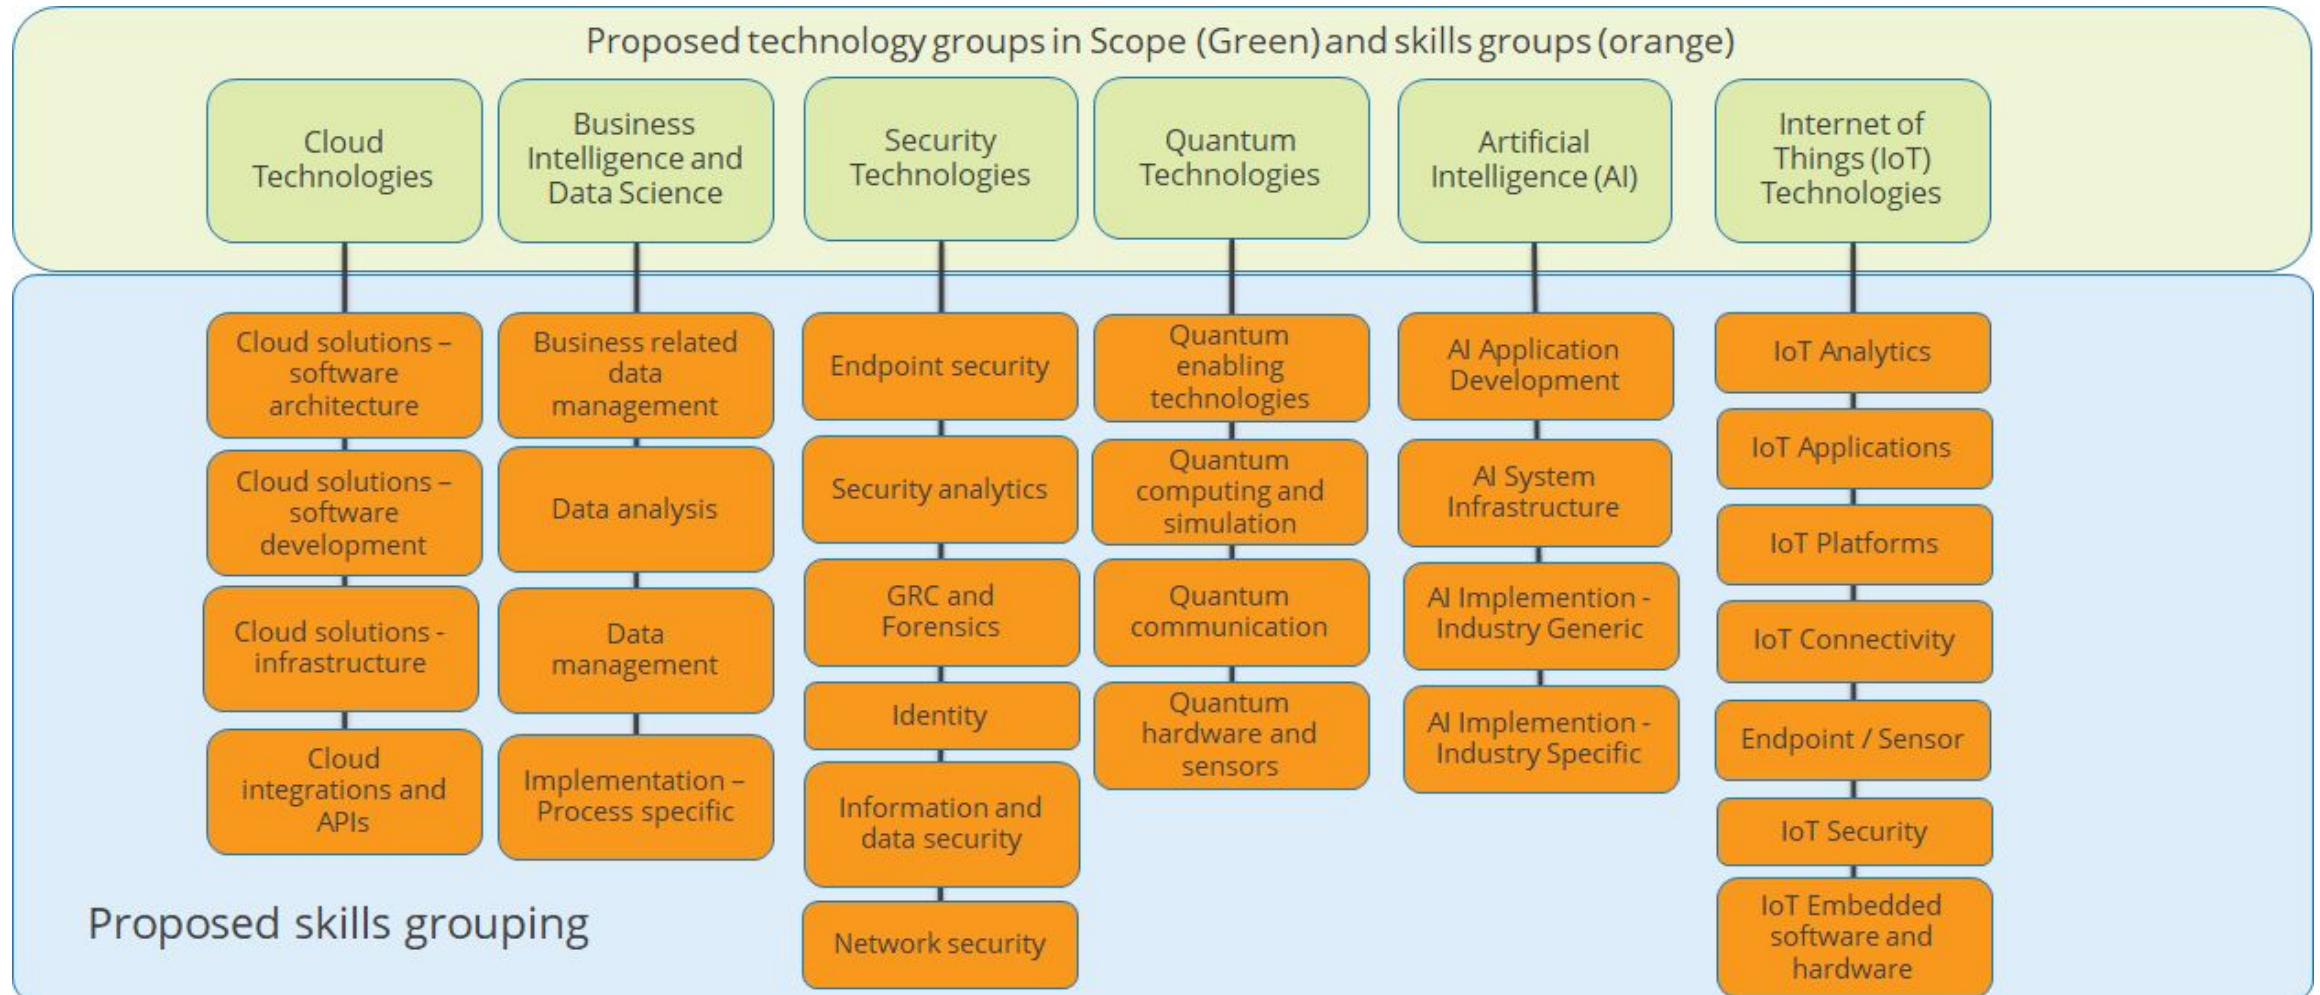 Proposed technology groups in Scope (Green) and skills groups (orange)
Cloud
Technologies
Business
Intelligence and
Data Science
Security
Technologies
Quantum
Technologies
Artificial
Intelligence (AI)
Internet of
Things (IoT)
Technologies
Cloud solutions –
software
architecture
Cloud solutions –
software
development
Cloud solutions -
infrastructure
Cloud
integrations and
APIs
Business related
data
management
Data analysis
Data
management
Implementation –
Process specific
Endpoint security
Security analytics
GRC and
Forensics
Identity
Information and
data security
Network security
Quantum
enabling
technologies
Quantum
computing and
simulation
Quantum
communication
Quantum
hardware and
sensors
AI Application
Development
AI System
Infrastructure
AI Implemention -
Industry Generic
AI Implemention -
Industry Specific
IoT Analytics
IoT Applications
IoT Platforms
IoT Connectivity
Endpoint / Sensor
IoT Security
IoT Embedded
software and
hardware
Proposed skills grouping